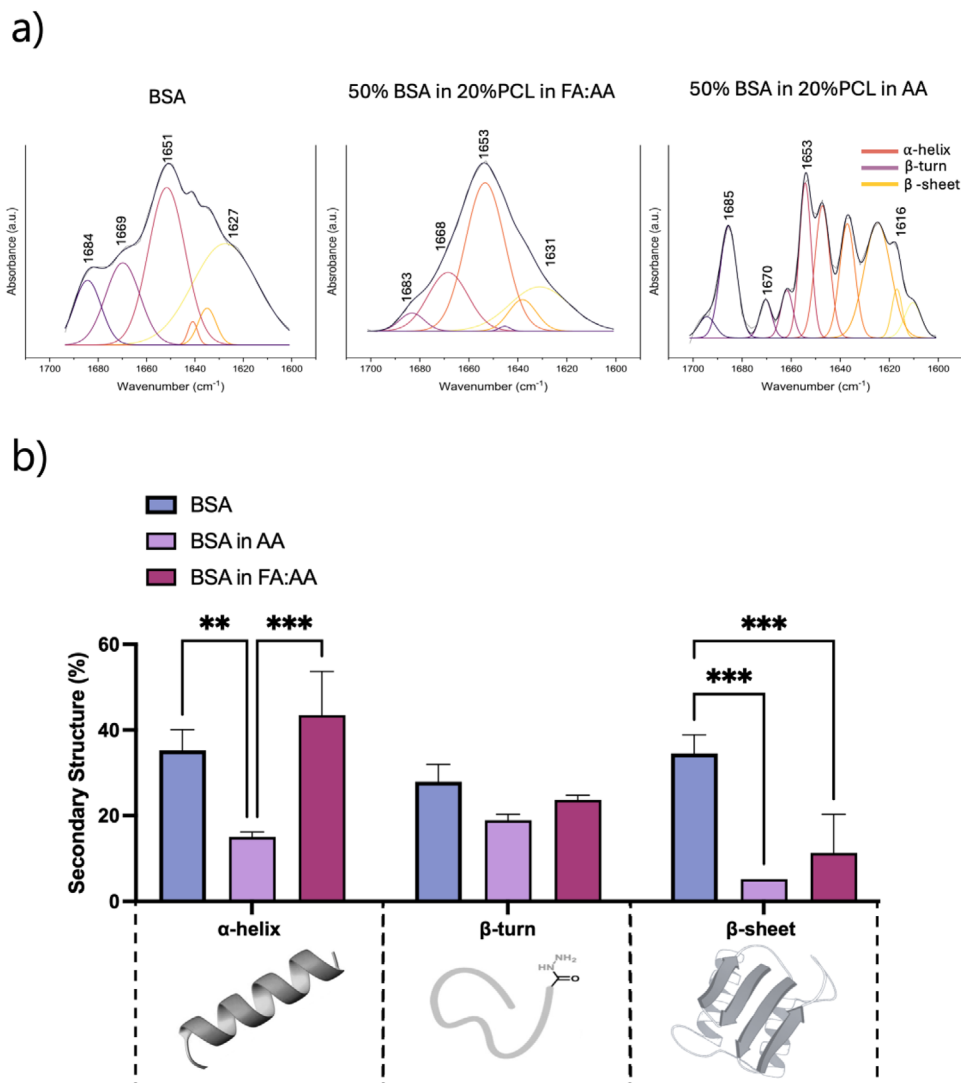 a)
BSA
50% BSA in 20%PCL in FA:AA
50% BSA in 20%PCL in AA
1684
1669
1651
1627
Absorbance (a.u.)
1700 1680 1660 1640 1620 1600
Wavenumber (cm⁻¹)
1683
1668
1653
1631
Absorbance (a.u.)
1700 1680 1660 1640 1620 1600
Wavenumber (cm⁻¹)
1685
1670
1653
1616
α-helix
β-turn
β -sheet
Absorbance (a.u.)
1700 1680 1660 1640 1620 1600
Wavenumber (cm⁻¹)
b)
BSA
BSA in AA
BSA in FA:AA
Secondary Structure (%)
60
40
20
0
** ***
***
***
α-helix
β-turn
β-sheet
NH₂
HN
O